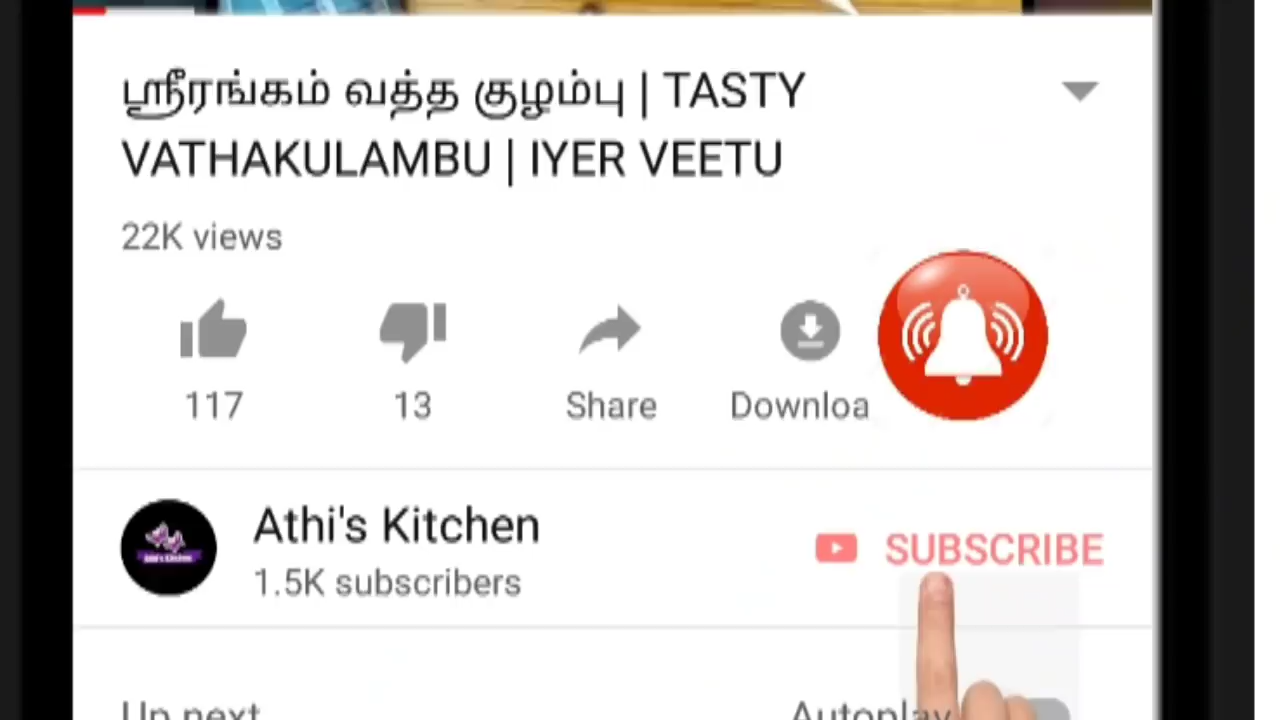 ஸ்ரீரங்கம் வத்த குழம்பு | TASTY
VATHAKULAMBU | IYER VEETU
22K views
117 13 Share Downloa
Athi's Kitchen
1.5K subscribers
SUBSCRIBE
Up next Autoplay